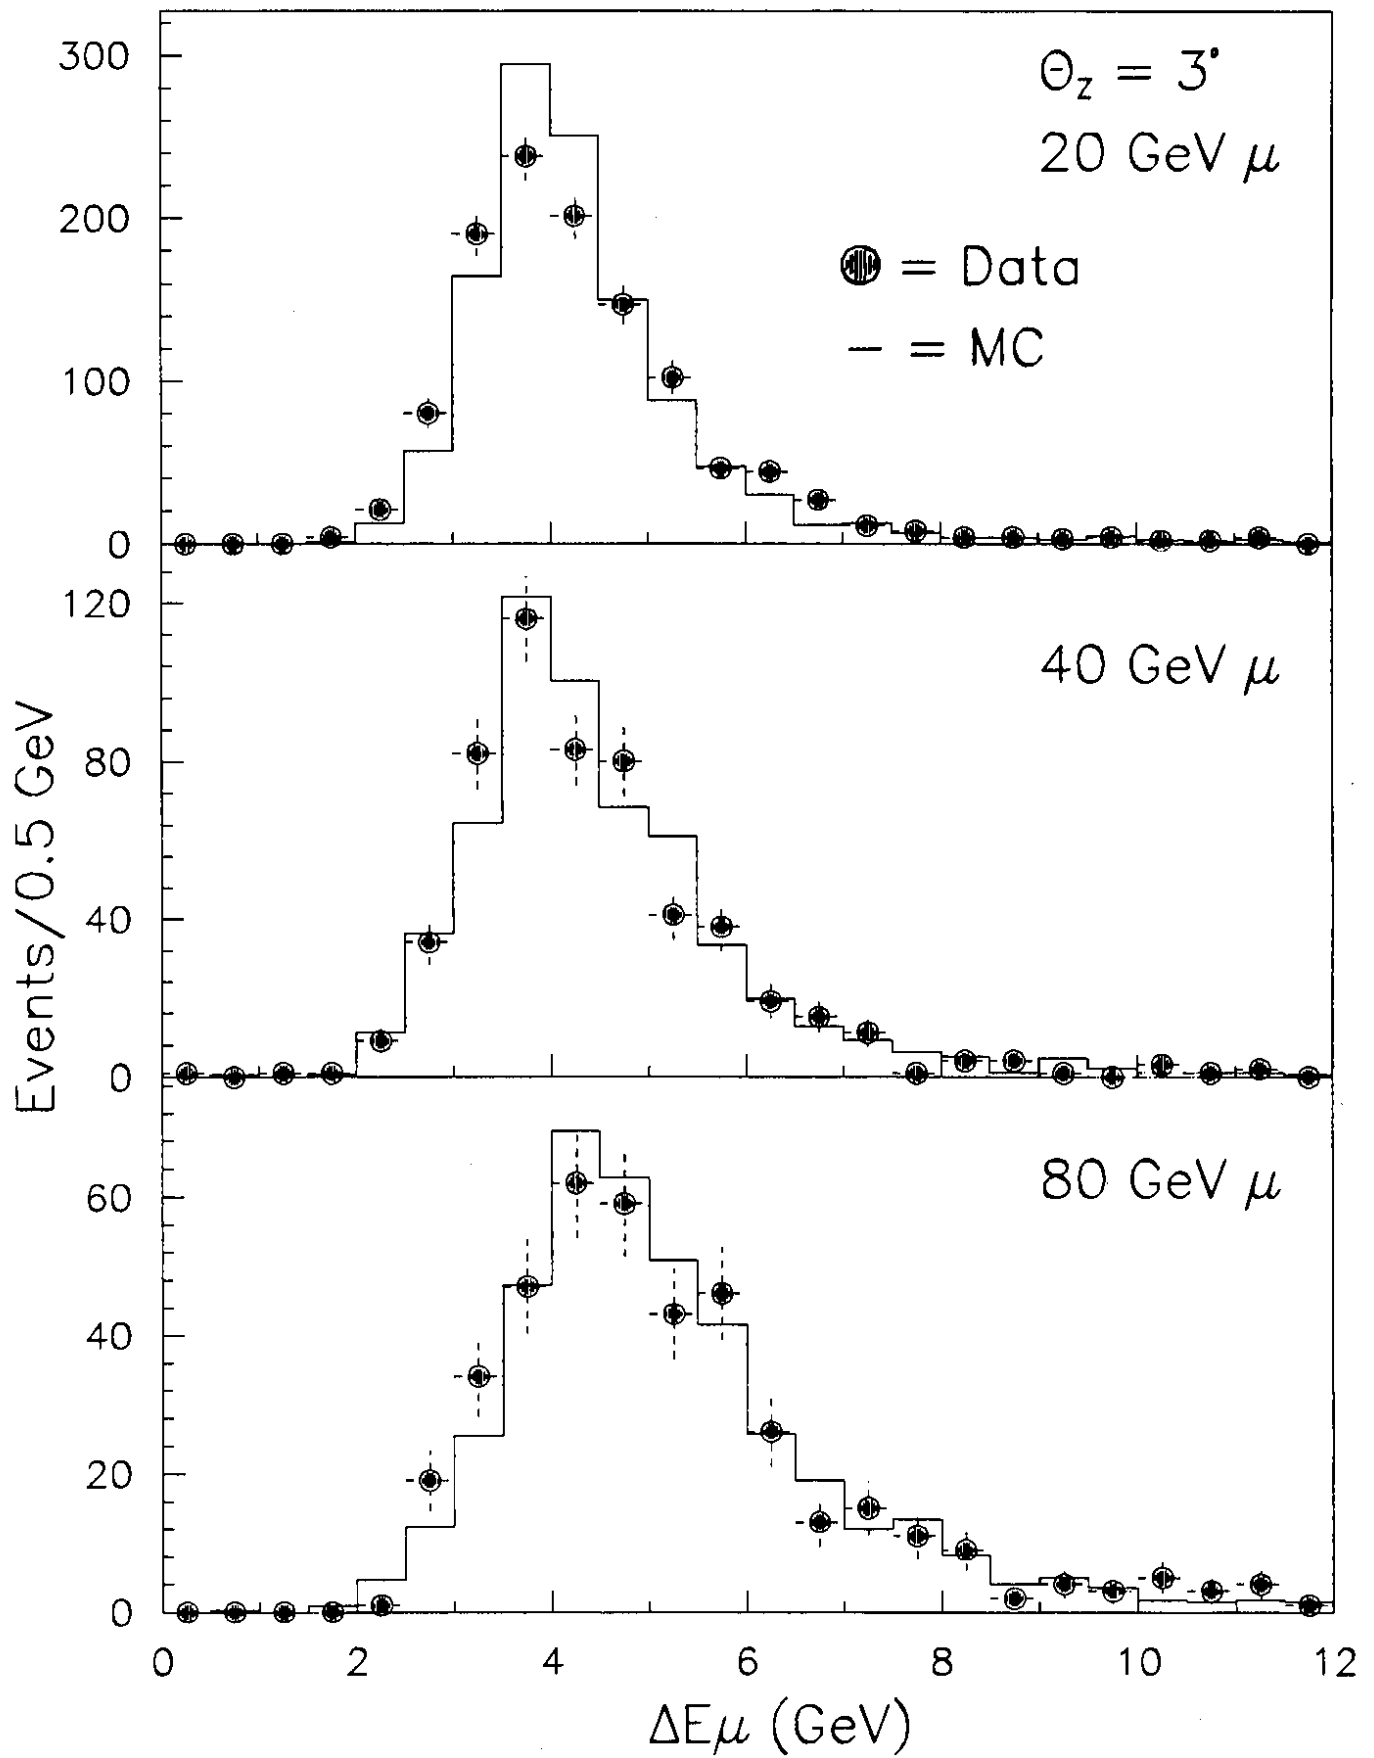 300
200
100
0
Θz = 3°
20 GeV μ
= Data
– = MC
120
80
40
0
40 GeV μ
Events/0.5 GeV
60
40
20
0
80 GeV μ
0 2 4 6 8 10 12
ΔEμ (GeV)